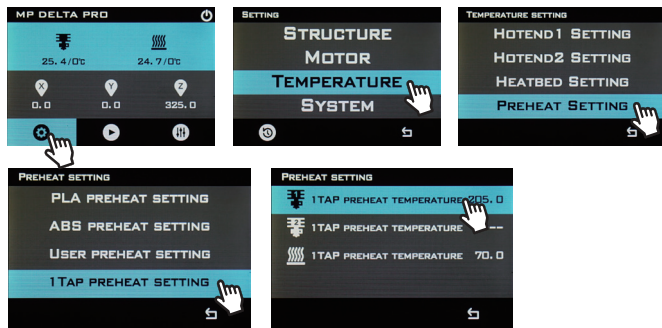 MP DELTA PRO
25.4/0°C
24.7/0°C
X
Y
Z
0.0
0.0
325.0
SETTING
STRUCTURE
MOTOR
TEMPERATURE
SYSTEM
TEMPERATURE SETTING
HOTEND1 SETTING
HOTEND2 SETTING
HEATBED SETTING
PREHEAT SETTING
PREHEAT SETTING
PLA PREHEAT SETTING
ABS PREHEAT SETTING
USER PREHEAT SETTING
1TAP PREHEAT SETTING
PREHEAT SETTING
1
1TAP PREHEAT TEMPERATURE 205.0
2
1TAP PREHEAT TEMPERATURE --
1TAP PREHEAT TEMPERATURE 70.0